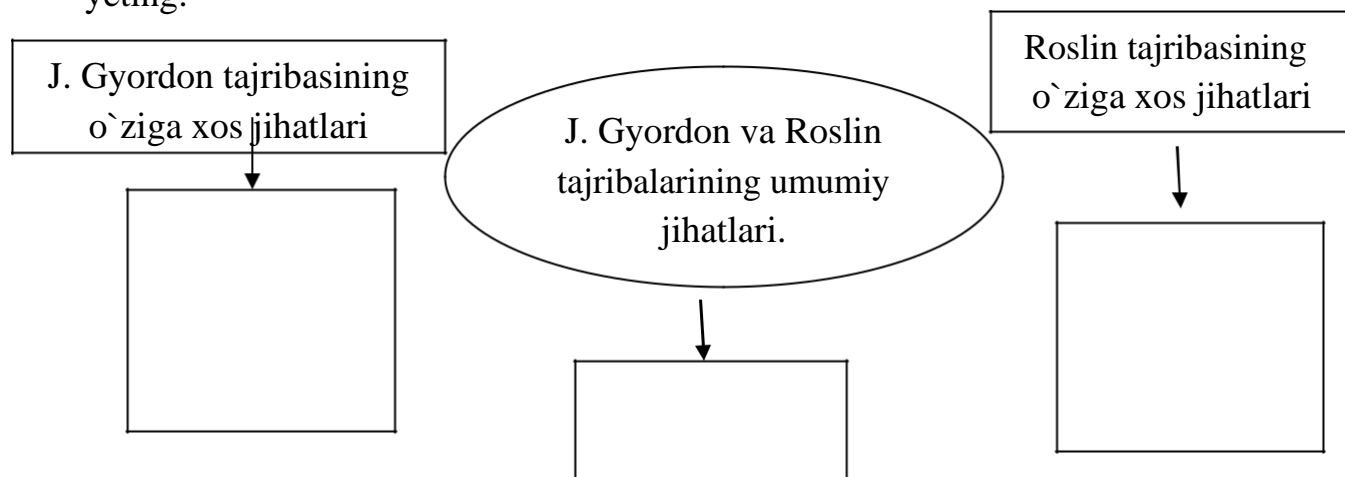 yeting.
J. Gyordon tajribasining
o`ziga xos jihatlari
J. Gyordon va Roslin
tajribalarining umumiy
jihatlari.
Roslin tajribasining
o`ziga xos jihatlari